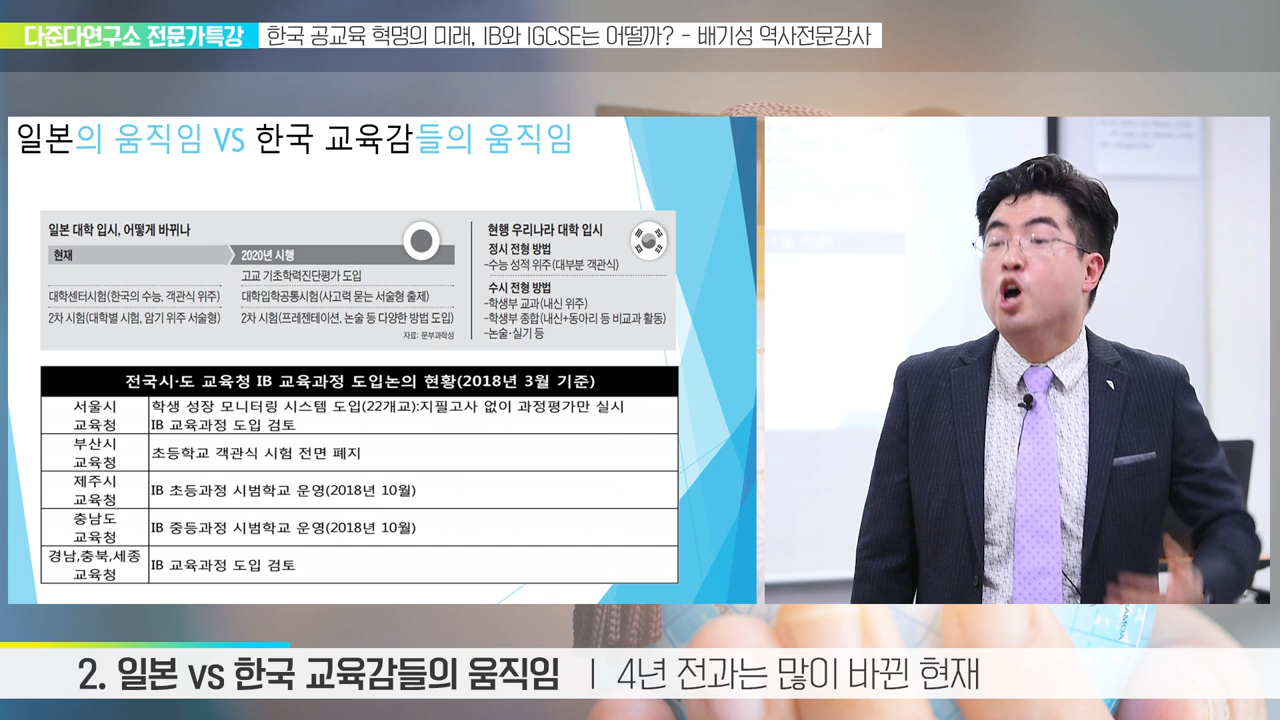 다준다연구소 전문가특강 한국 공교육 혁명의 미래, IB와 IGCSE는 어떨까? - 배기성 역사전문강사
일본의 움직임 VS 한국 교육감들의 움직임
일본 대학 입시, 어떻게 바뀌나
현재
2020년 시행
고교 기초학력진단평가 도입
대학센터시험(한국의 수능, 객관식 위주)
대학입학공통시험(사고력 묻는 서술형 출제)
2차 시험(대학별 시험, 암기 위주 서술형)
2차 시험(프레젠테이션, 논술 등 다양한 방법 도입)
자료: 문부과학성
현행 우리나라 대학 입시
정시 전형 방법
-수능 성적 위주(대부분 객관식)
수시 전형 방법
-학생부 교과(내신 위주)
-학생부 종합(내신+동아리 등 비교과 활동)
-논술·실기 등
전국시·도 교육청 IB 교육과정 도입논의 현황(2018년 3월 기준)
서울시
교육청
학생 성장 모니터링 시스템 도입(22개교):지필고사 없이 과정평가만 실시
IB 교육과정 도입 검토
부산시
교육청
초등학교 객관식 시험 전면 폐지
제주시
교육청
IB 초등과정 시범학교 운영(2018년 10월)
충남도
교육청
IB 중등과정 시범학교 운영(2018년 10월)
경남,충북,세종
교육청
IB 교육과정 도입 검토
SAMOA
2. 일본 vs 한국 교육감들의 움직임 | 4년 전과는 많이 바뀐 현재